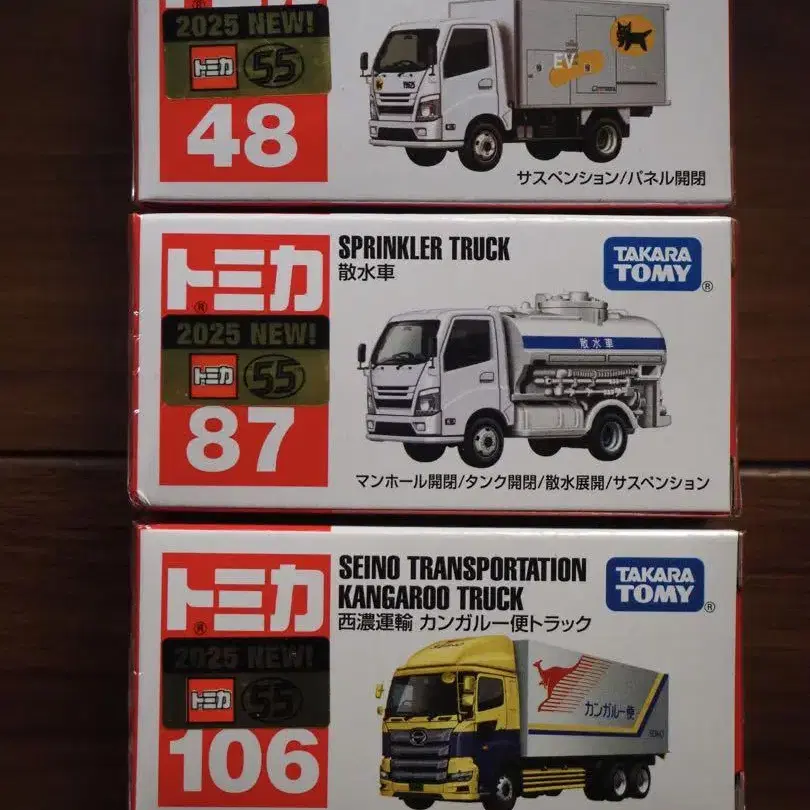 2025 NEW!
トミカ 55
48
EV
サスペンション/パネル開閉
トミカ®
SPRINKLER TRUCK
散水車
TAKARA
TOMY®
2025 NEW!
トミカ 55
散水車
87
マンホール開閉/タンク開閉/散水展開/サスペンション
トミカ®
SEINO TRANSPORTATION
KANGAROO TRUCK
西濃運輸 カンガルー便トラック
TAKARA
TOMY®
2025 NEW!
トミカ 55
カンガルー便
106